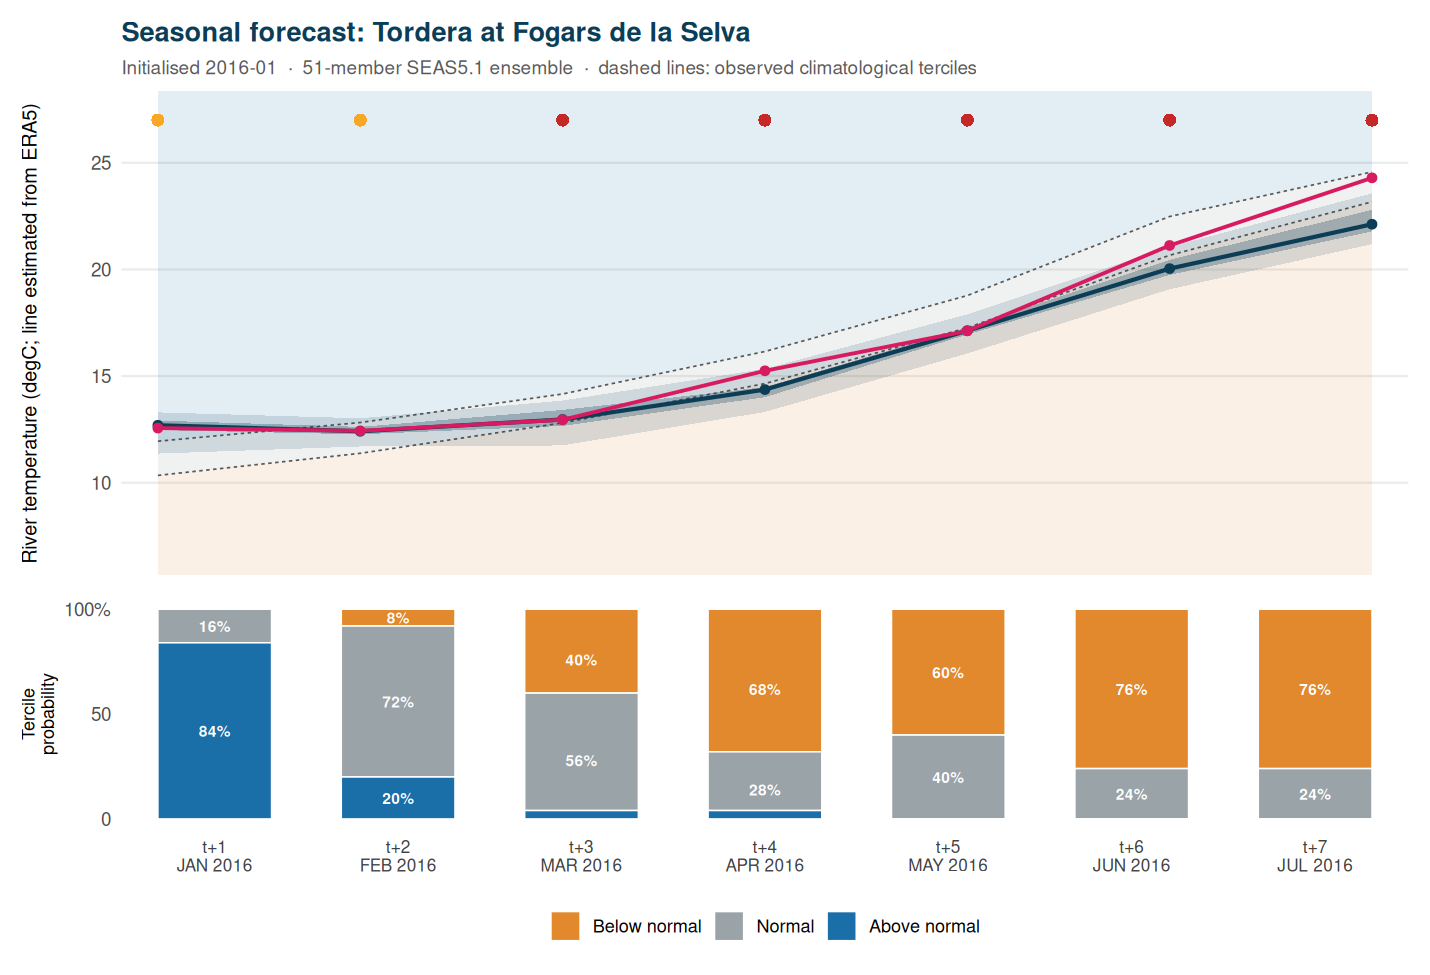 Seasonal forecast: Tordera at Fogars de la Selva
Initialised 2016-01 · 51-member SEAS5.1 ensemble · dashed lines: observed climatological terciles
River temperature (degC; line estimated from ERA5)
25
20
15
10
100%
50
0
Tercile
probability
16%
84%
8%
72%
20%
40%
56%
68%
28%
60%
40%
76%
24%
76%
24%
t+1
JAN 2016
t+2
FEB 2016
t+3
MAR 2016
t+4
APR 2016
t+5
MAY 2016
t+6
JUN 2016
t+7
JUL 2016
Below normal
Normal
Above normal